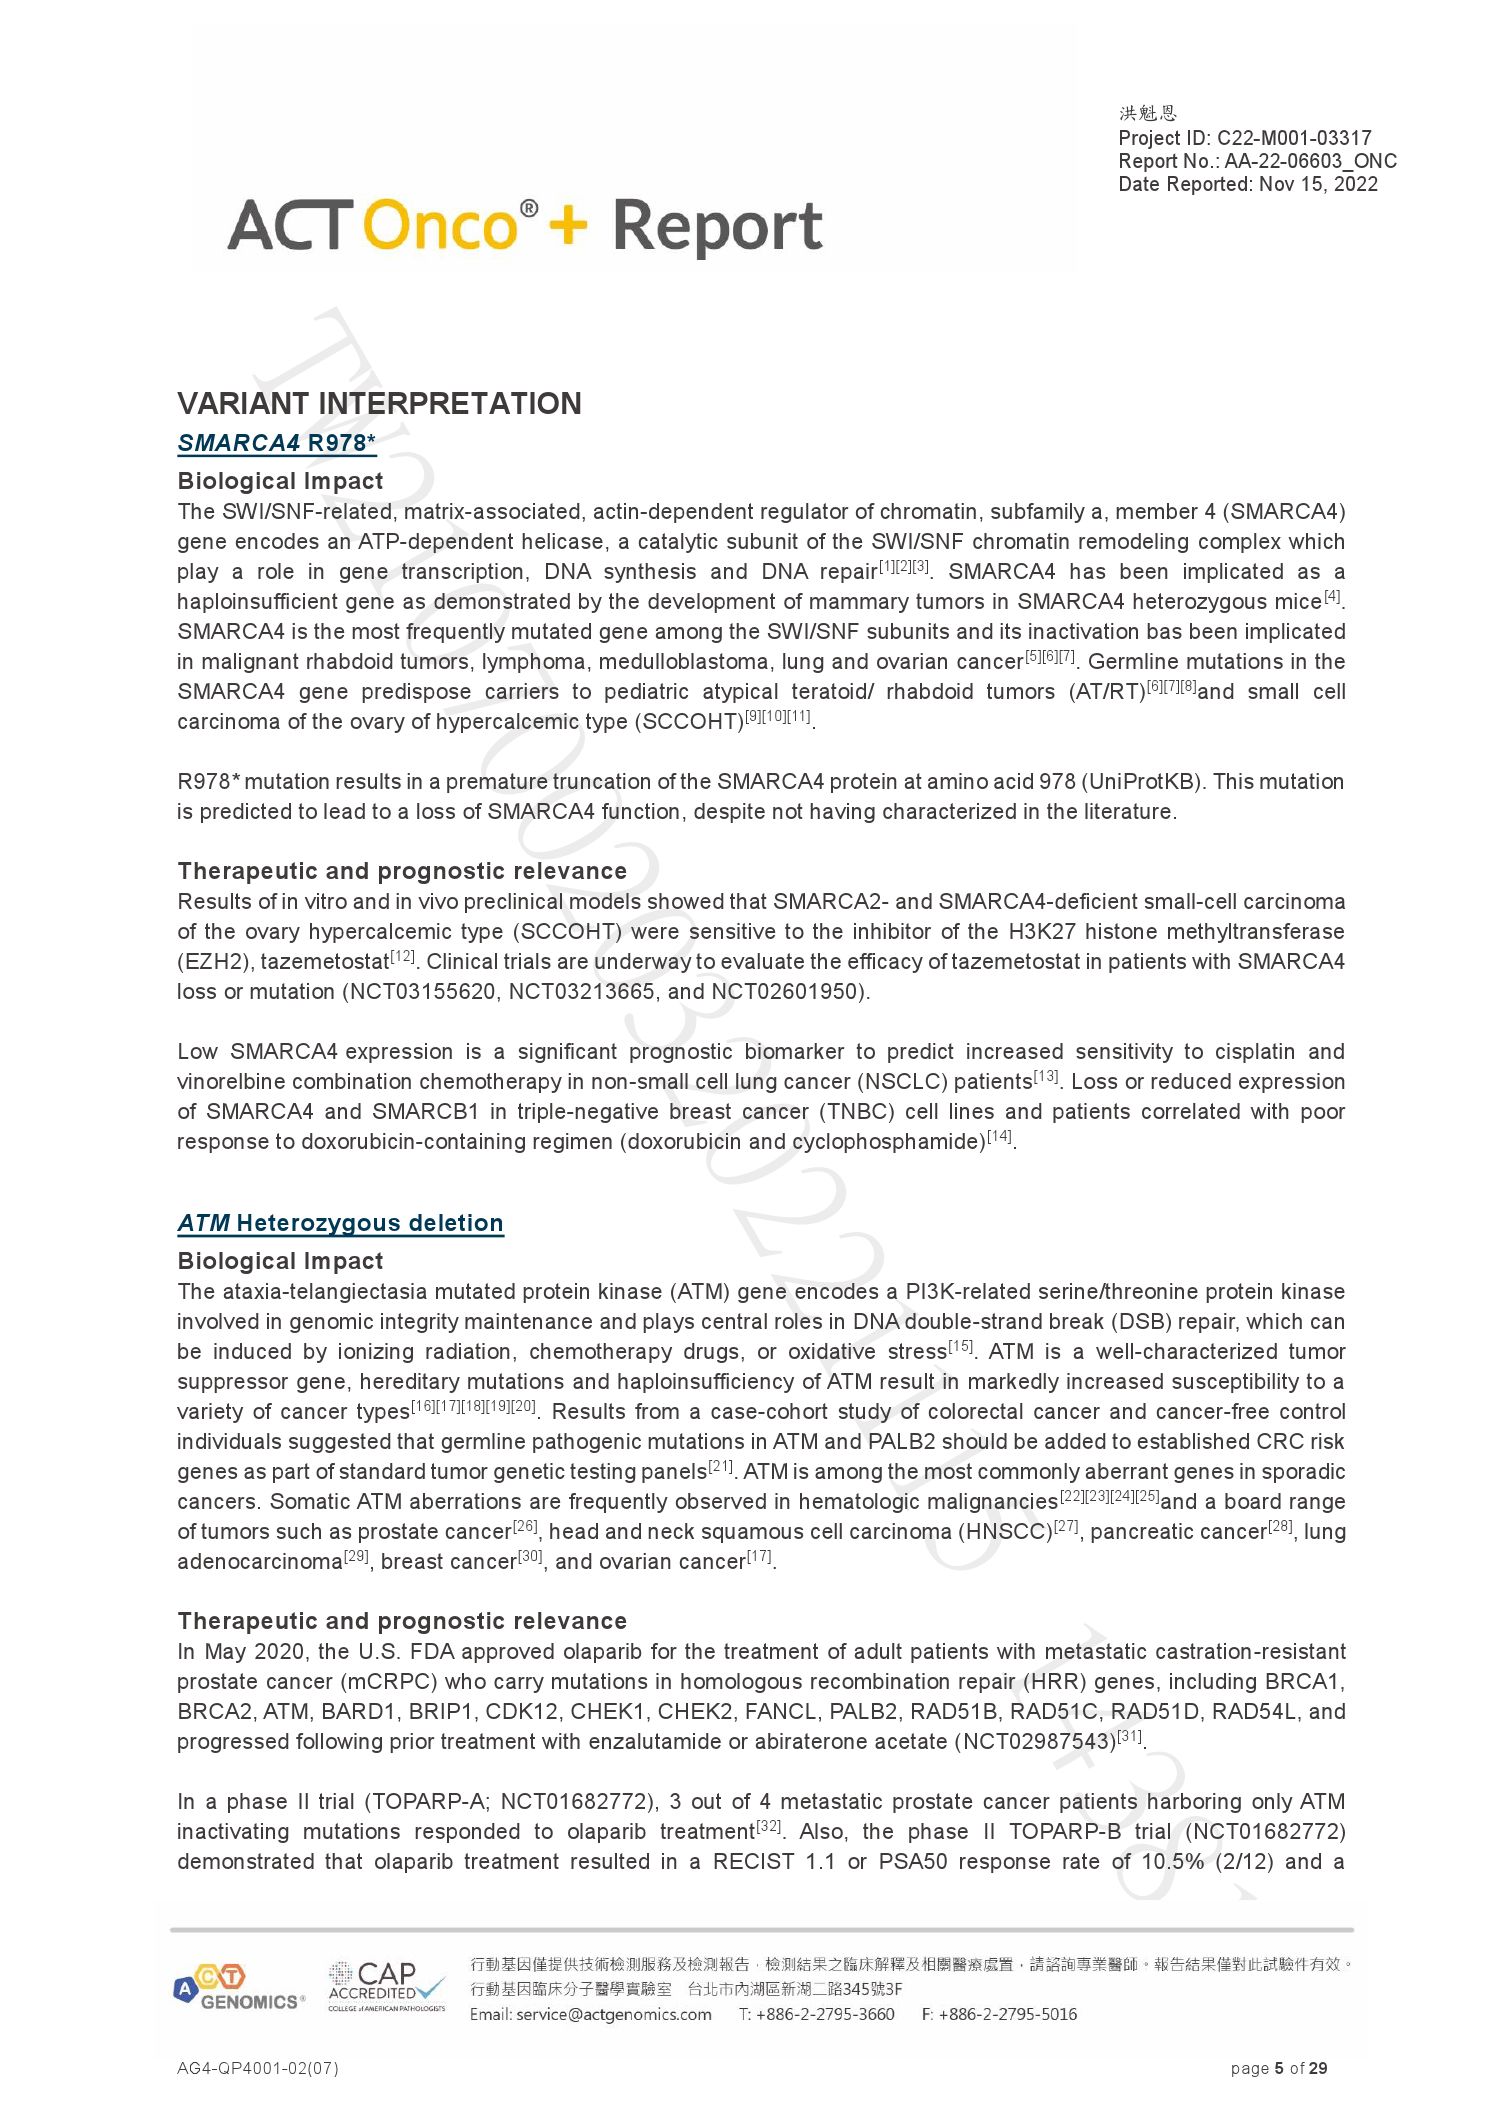 洪魁恩
Project ID: C22-M001-03317
Report No.: AA-22-06603_ONC
Date Reported: Nov 15, 2022
ACTOnco®+ Report
VARIANT INTERPRETATION
SMARCA4 R978*
Biological Impact
The SWI/SNF-related, matrix-associated, actin-dependent regulator of chromatin, subfamily a, member 4 (SMARCA4)
gene encodes an ATP-dependent helicase, a catalytic subunit of the SWI/SNF chromatin remodeling complex which
play a role in gene transcription, DNA synthesis and DNA repair[1][2][3]. SMARCA4 has been implicated as a
haploinsufficient gene as demonstrated by the development of mammary tumors in SMARCA4 heterozygous mice[4].
SMARCA4 is the most frequently mutated gene among the SWI/SNF subunits and its inactivation bas been implicated
in malignant rhabdoid tumors, lymphoma, medulloblastoma, lung and ovarian cancer[5][6][7]. Germline mutations in the
SMARCA4 gene predispose carriers to pediatric atypical teratoid/ rhabdoid tumors (AT/RT)[6][7][8]and small cell
carcinoma of the ovary of hypercalcemic type (SCCOHT)[9][10][11].
R978* mutation results in a premature truncation of the SMARCA4 protein at amino acid 978 (UniProtKB). This mutation
is predicted to lead to a loss of SMARCA4 function, despite not having characterized in the literature.
Therapeutic and prognostic relevance
Results of in vitro and in vivo preclinical models showed that SMARCA2- and SMARCA4-deficient small-cell carcinoma
of the ovary hypercalcemic type (SCCOHT) were sensitive to the inhibitor of the H3K27 histone methyltransferase
(EZH2), tazemetostat[12]. Clinical trials are underway to evaluate the efficacy of tazemetostat in patients with SMARCA4
loss or mutation (NCT03155620, NCT03213665, and NCT02601950).
Low SMARCA4 expression is a significant prognostic biomarker to predict increased sensitivity to cisplatin and
vinorelbine combination chemotherapy in non-small cell lung cancer (NSCLC) patients[13]. Loss or reduced expression
of SMARCA4 and SMARCB1 in triple-negative breast cancer (TNBC) cell lines and patients correlated with poor
response to doxorubicin-containing regimen (doxorubicin and cyclophosphamide)[14].
ATM Heterozygous deletion
Biological Impact
The ataxia-telangiectasia mutated protein kinase (ATM) gene encodes a PI3K-related serine/threonine protein kinase
involved in genomic integrity maintenance and plays central roles in DNA double-strand break (DSB) repair, which can
be induced by ionizing radiation, chemotherapy drugs, or oxidative stress[15]. ATM is a well-characterized tumor
suppressor gene, hereditary mutations and haploinsufficiency of ATM result in markedly increased susceptibility to a
variety of cancer types[16][17][18][19][20]. Results from a case-cohort study of colorectal cancer and cancer-free control
individuals suggested that germline pathogenic mutations in ATM and PALB2 should be added to established CRC risk
genes as part of standard tumor genetic testing panels[21]. ATM is among the most commonly aberrant genes in sporadic
cancers. Somatic ATM aberrations are frequently observed in hematologic malignancies[22][23][24][25]and a board range
of tumors such as prostate cancer[26], head and neck squamous cell carcinoma (HNSCC)[27], pancreatic cancer[28], lung
adenocarcinoma[29], breast cancer[30], and ovarian cancer[17].
Therapeutic and prognostic relevance
In May 2020, the U.S. FDA approved olaparib for the treatment of adult patients with metastatic castration-resistant
prostate cancer (mCRPC) who carry mutations in homologous recombination repair (HRR) genes, including BRCA1,
BRCA2, ATM, BARD1, BRIP1, CDK12, CHEK1, CHEK2, FANCL, PALB2, RAD51B, RAD51C, RAD51D, RAD54L, and
progressed following prior treatment with enzalutamide or abiraterone acetate (NCT02987543)[31].
In a phase II trial (TOPARP-A; NCT01682772), 3 out of 4 metastatic prostate cancer patients harboring only ATM
inactivating mutations responded to olaparib treatment[32]. Also, the phase II TOPARP-B trial (NCT01682772)
demonstrated that olaparib treatment resulted in a RECIST 1.1 or PSA50 response rate of 10.5% (2/12) and a
ACT GENOMICS®
CAP ACCREDITED
COLLEGE of AMERICAN PATHOLOGISTS
行動基因僅提供技術檢測服務及檢測報告，檢測結果之臨床解釋及相關醫療處置，請諮詢專業醫師。報告結果僅對此試驗件有效。
行動基因臨床分子醫學實驗室 台北市內湖區新湖二路345號3F
Email: service@actgenomics.com T: +886-2-2795-3660 F: +886-2-2795-5016
AG4-QP4001-02(07)
page 5 of 29